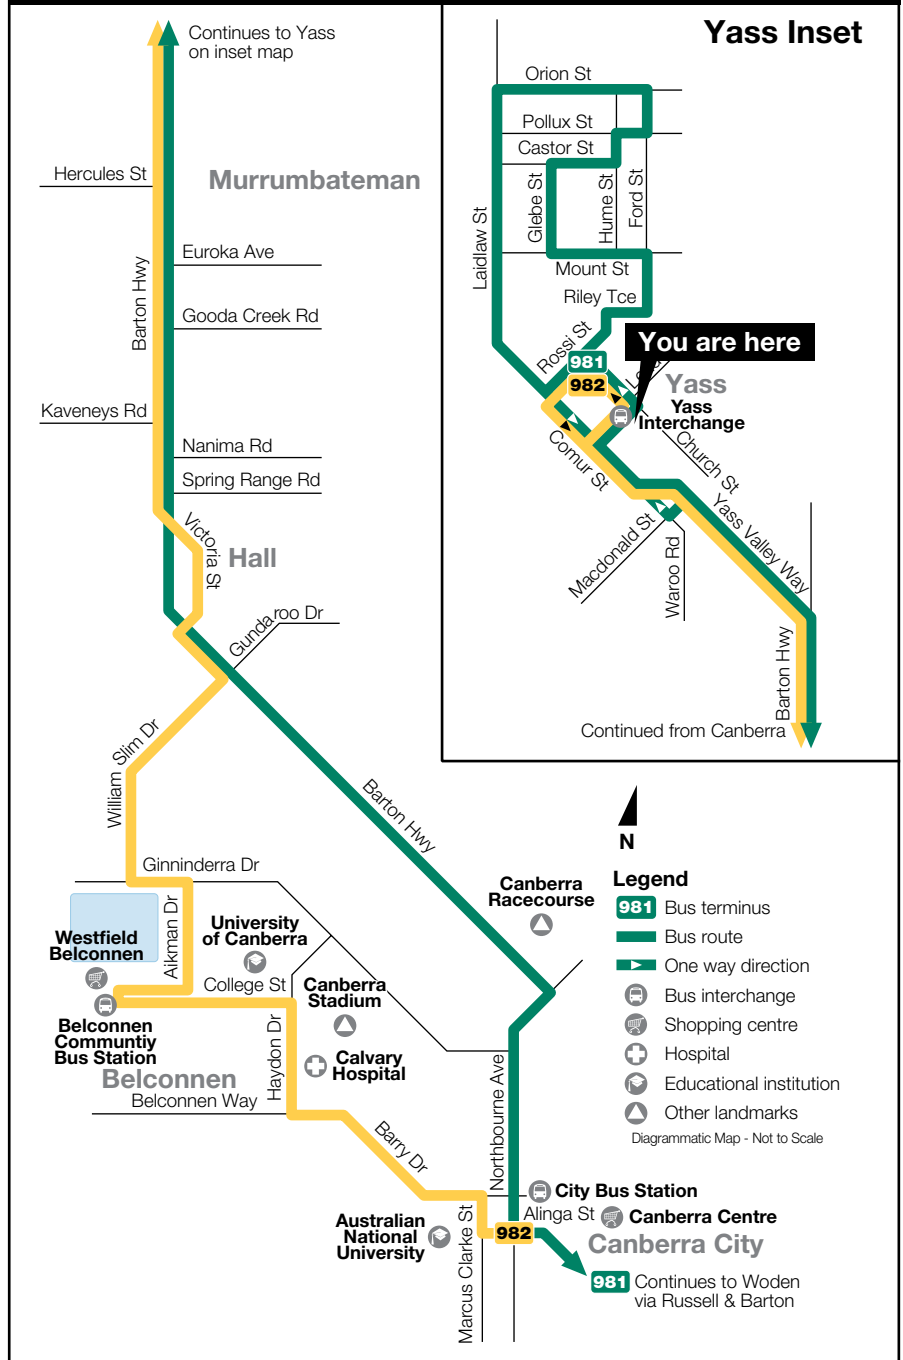 Continues to Yass
on inset map
Hercules St
Murrumbateman
Euroka Ave
Barton Hwy
Gooda Creek Rd
Kaveneys Rd
Nanima Rd
Spring Range Rd
Victoria St
Hall
Gundaroo Dr
William Slim Dr
Barton Hwy
Ginninderra Dr
Aikman Dr
Westfield
Belconnen
University
of Canberra
College St
Canberra
Stadium
Belconnen
Communtiy
Bus Station
Haydon Dr
Calvary
Hospital
Belconnen
Belconnen Way
Barry Dr
Northbourne Ave
Canberra
Racecourse
Australian
National
University
Marcus Clarke St
City Bus Station
Alinga St
Canberra Centre
982
Canberra City
981
Continues to Woden
via Russell & Barton
Yass Inset
Orion St
Pollux St
Castor St
Glebe St
Hume St
Ford St
Laidlaw St
Mount St
Riley Tce
Rossi St
You are here
981
982
Yass
Yass
Interchange
Church St
Comur St
Yass Valley Way
Macdonald St
Waroo Rd
Barton Hwy
Continued from Canberra
N
Legend
981
Bus terminus
Bus route
One way direction
Bus interchange
Shopping centre
Hospital
Educational institution
Other landmarks
Diagrammatic Map - Not to Scale